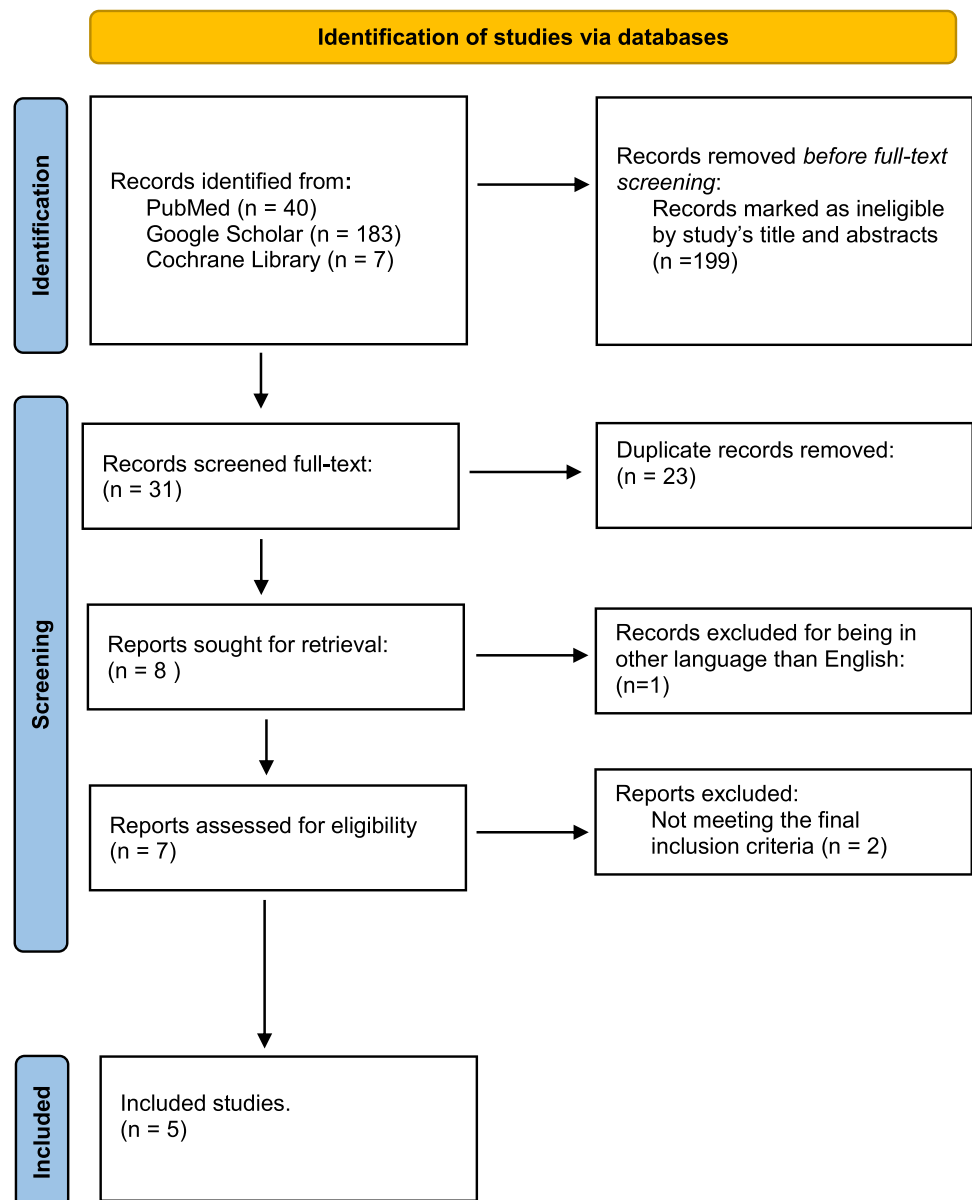 Identification of studies via databases
Identification
Records identified from:
PubMed (n = 40)
Google Scholar (n = 183)
Cochrane Library (n = 7)
Records removed before full-text
screening:
Records marked as ineligible
by study's title and abstracts
(n =199)
Screening
Records screened full-text:
(n = 31)
Duplicate records removed:
(n = 23)
Reports sought for retrieval:
(n = 8 )
Records excluded for being in
other language than English:
(n=1)
Reports assessed for eligibility
(n = 7)
Reports excluded:
Not meeting the final
inclusion criteria (n = 2)
Included
Included studies.
(n = 5)